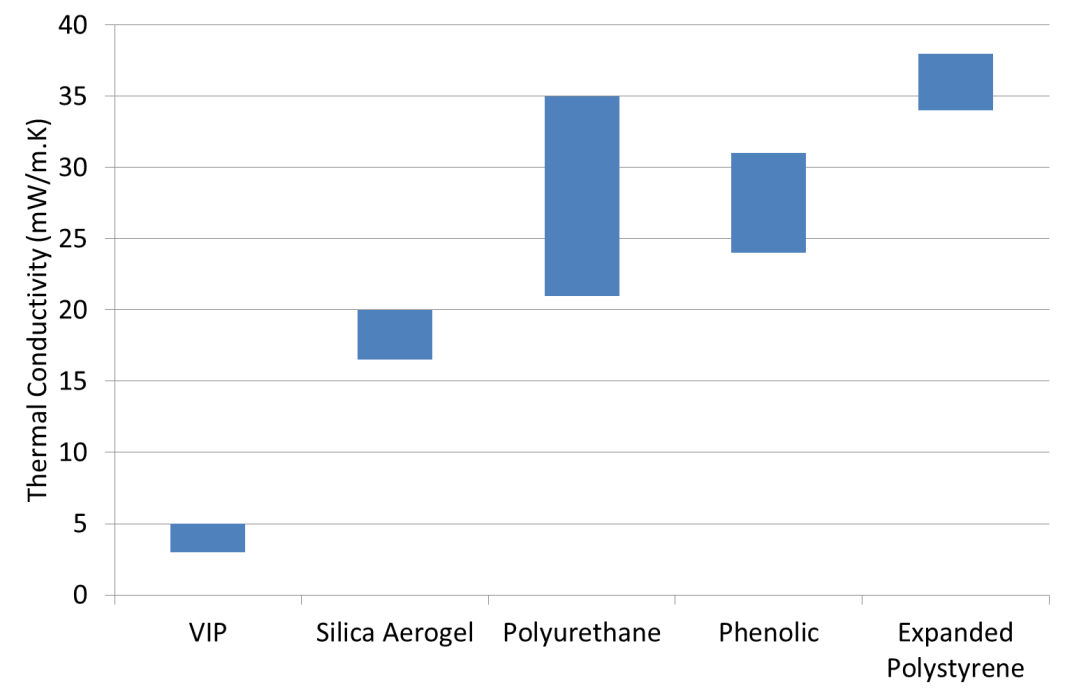 Thermal Conductivity (mW/m.K)
40
35
30
25
20
15
10
5
0
VIP
Silica Aerogel
Polyurethane
Phenolic
Expanded
Polystyrene